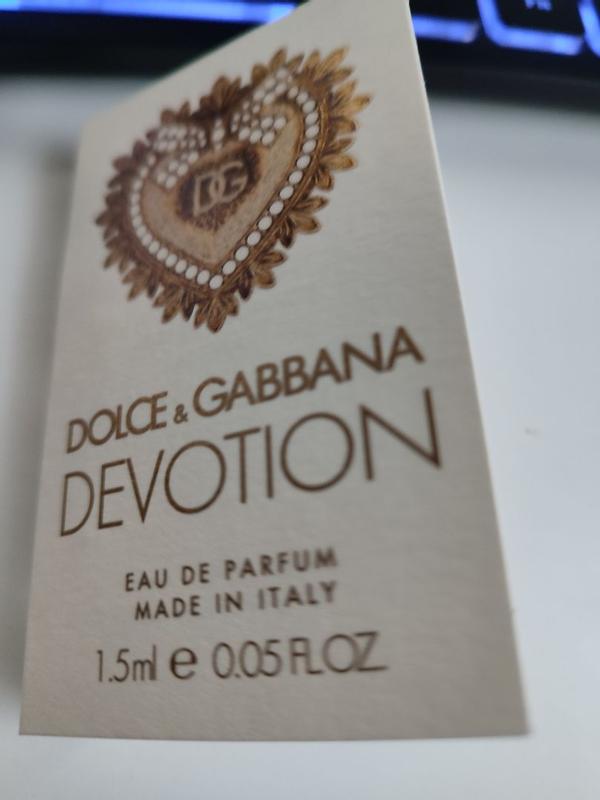 DG
DOLCE & GABBANA
DEVOTION
EAU DE PARFUM
MADE IN ITALY
1.5ml e 0.05 FL.OZ